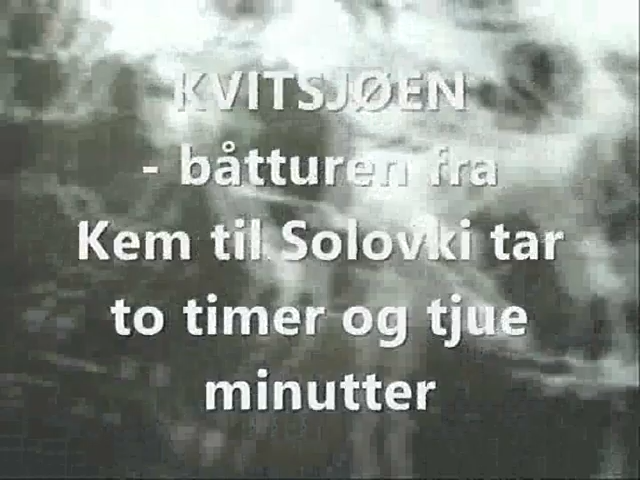 KVITSJØEN
- båtturen fra
Kem til Solovki tar
to timer og tjue
minutter